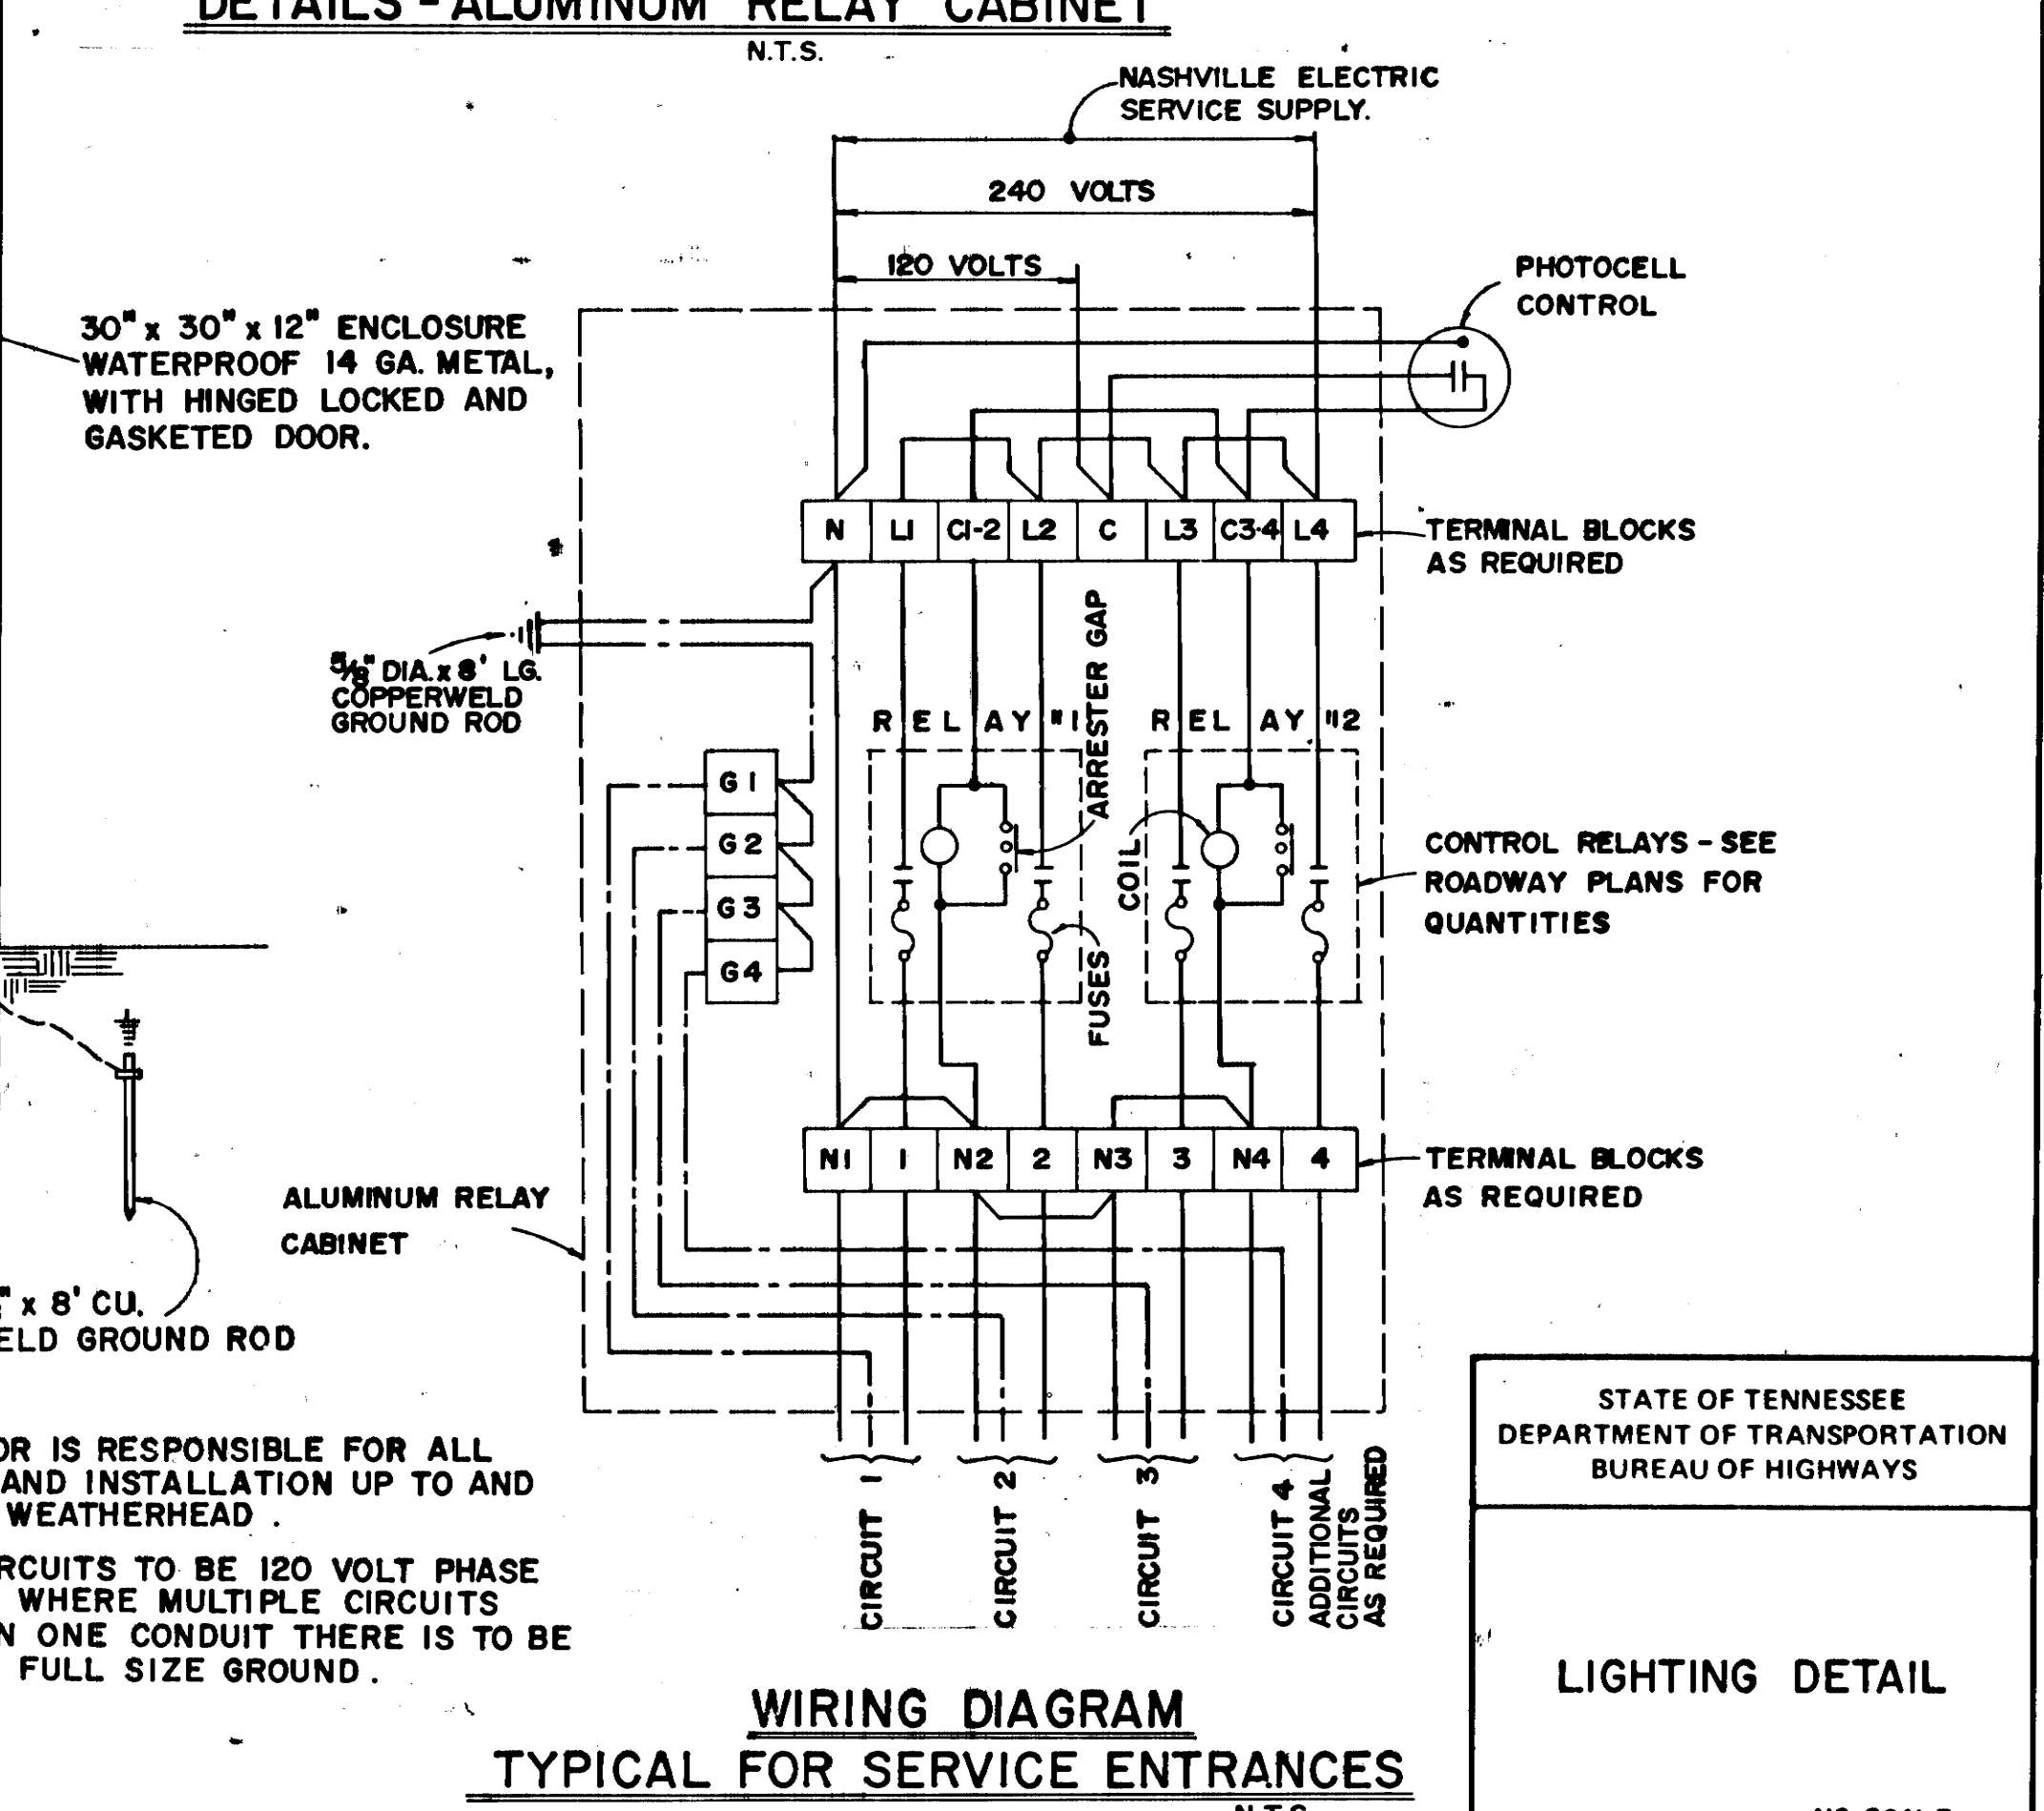 DETAILS - ALUMINUM RELAY CABINET
N.T.S.
NASHVILLE ELECTRIC
SERVICE SUPPLY.
240 VOLTS
120 VOLTS
PHOTOCELL
CONTROL
30" x 30" x 12" ENCLOSURE
WATERPROOF 14 GA. METAL,
WITH HINGED LOCKED AND
GASKETED DOOR.
N L1 C1-2 L2 C L3 C3-4 L4
TERMINAL BLOCKS
AS REQUIRED
5/8" DIA. x 8' LG.
COPPERWELD
GROUND ROD
ARRESTER GAP
RELAY "1
RELAY "2
G1
G2
G3
G4
COIL
FUSES
CONTROL RELAYS - SEE
ROADWAY PLANS FOR
QUANTITIES
N1 1 N2 2 N3 3 N4 4
TERMINAL BLOCKS
AS REQUIRED
ALUMINUM RELAY
CABINET
" x 8' CU.
ELD GROUND ROD
OR IS RESPONSIBLE FOR ALL
AND INSTALLATION UP TO AND
WEATHERHEAD.
RCUITS TO BE 120 VOLT PHASE
WHERE MULTIPLE CIRCUITS
N ONE CONDUIT THERE IS TO BE
FULL SIZE GROUND.
CIRCUIT 1
CIRCUIT 2
CIRCUIT 3
CIRCUIT 4
ADDITIONAL
CIRCUITS
AS REQUIRED
WIRING DIAGRAM
TYPICAL FOR SERVICE ENTRANCES
N.T.S.
STATE OF TENNESSEE
DEPARTMENT OF TRANSPORTATION
BUREAU OF HIGHWAYS
LIGHTING DETAIL